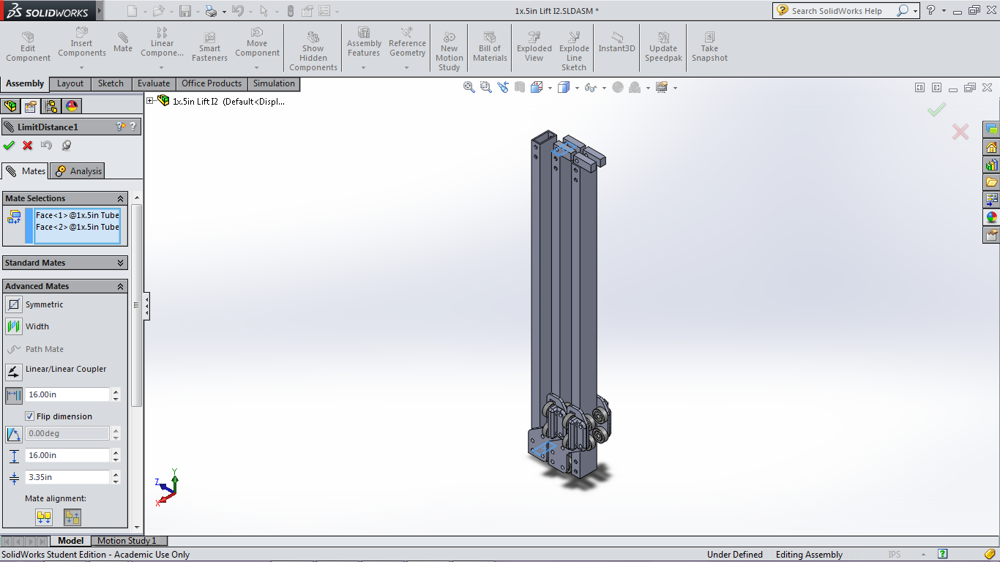 SOLIDWORKS
1x.5in Lift I2.SLDASM *
Search SolidWorks Help
Edit Component
Insert Components
Mate
Linear Compone...
Smart Fasteners
Move Component
Show Hidden Components
Assembly Features
Reference Geometry
New Motion Study
Bill of Materials
Exploded View
Explode Line Sketch
Instant3D
Update Speedpak
Take Snapshot
Assembly Layout Sketch Evaluate Office Products Simulation
1x.5in Lift I2 (Default<Displ...
LimitDistance1
Mates Analysis
Mate Selections
Face<1>@1x.5in Tube
Face<2>@1x.5in Tube
Standard Mates
Advanced Mates
Symmetric
Width
Path Mate
Linear/Linear Coupler
16.00in
Flip dimension
0.00deg
16.00in
3.35in
Mate alignment:
Y
Z
X
Model Motion Study 1
SolidWorks Student Edition - Academic Use Only
Under Defined Editing Assembly IPS